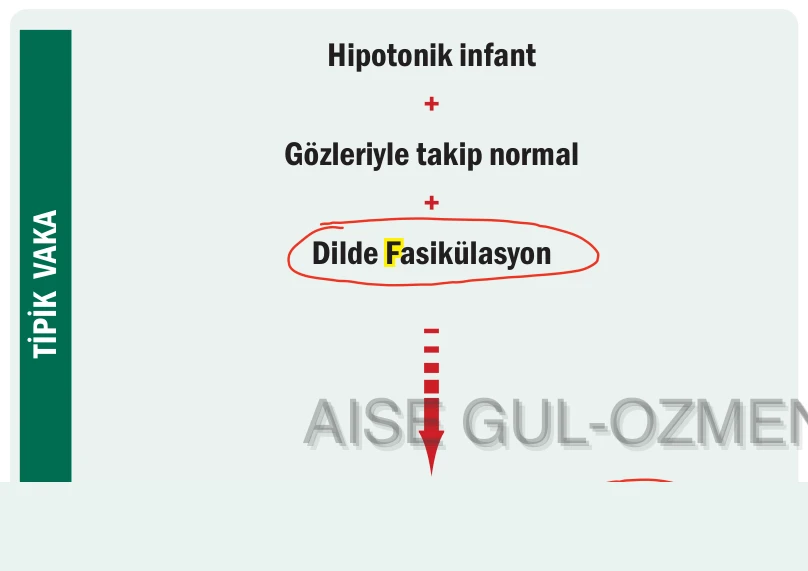 Hipotonik infant
+
Gözleriyle takip normal
+
Dilde Fasikülasyon
TİPİK VAKA
AISE GUL-OZMEN